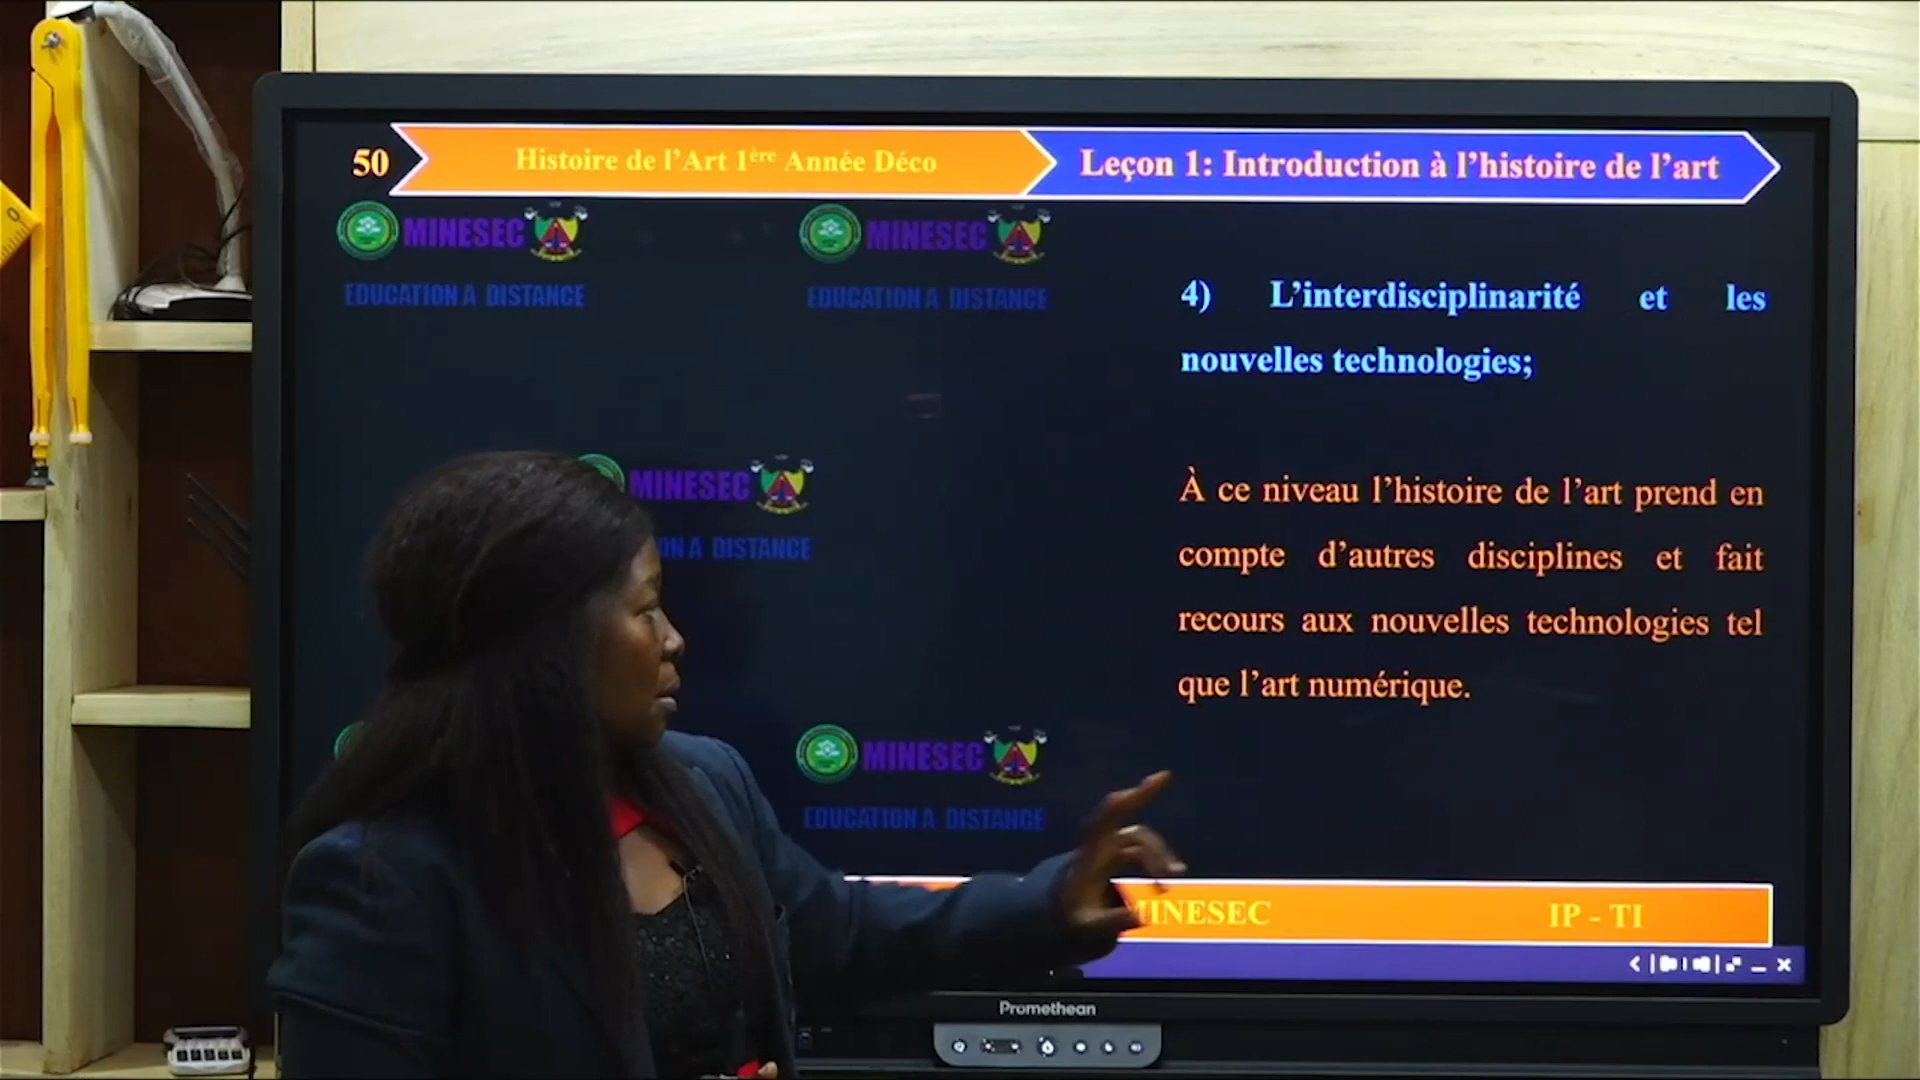 50
Histoire de l’Art 1ère Année Déco
Leçon 1: Introduction à l’histoire de l’art
MINESEC
EDUCATION A DISTANCE
MINESEC
EDUCATION A DISTANCE
4) L’interdisciplinarité et les
nouvelles technologies;
MINESEC
DISTANCE
À ce niveau l’histoire de l’art prend en
compte d’autres disciplines et fait
recours aux nouvelles technologies tel
que l’art numérique.
MINESEC
EDUCATION A DISTANCE
MINESEC
IP - TI
Promethean